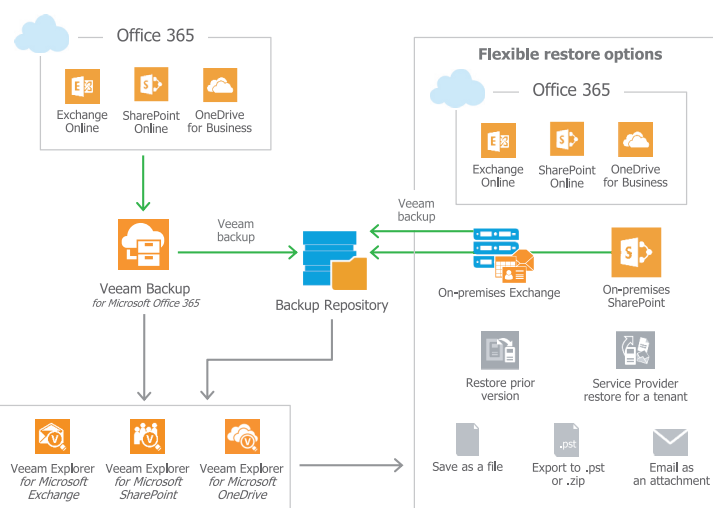 Office 365
Exchange
Online
SharePoint
Online
OneDrive
for Business
Flexible restore options
Office 365
Exchange
Online
SharePoint
Online
OneDrive
for Business
Veeam
backup
Veeam
backup
Veeam Backup
for Microsoft Office 365
Backup Repository
On-premises Exchange
On-premises
SharePoint
Restore prior
version
Service Provider
restore for a tenant
Veeam Explorer
for Microsoft
Exchange
Veeam Explorer
for Microsoft
SharePoint
Veeam Explorer
for Microsoft
OneDrive
Save as a file
.pst
Export to .pst
or .zip
Email as
an attachment